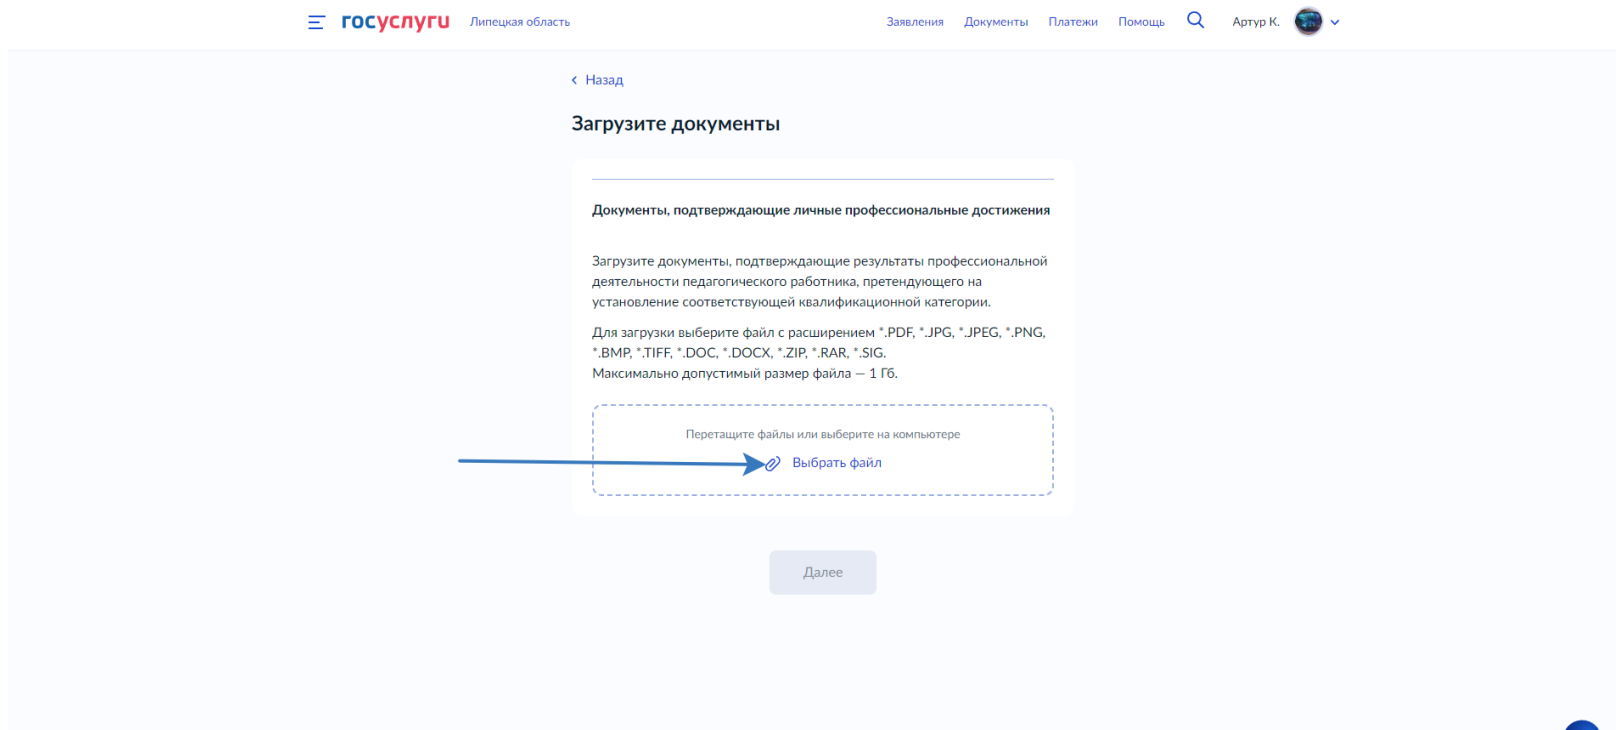 госуслуги Липецкая область Заявления Документы Платежи Помощь Артур К.
Назад
Загрузите документы
Документы, подтверждающие личные профессиональные достижения
Загрузите документы, подтверждающие результаты профессиональной
деятельности педагогического работника, претендующего на
установление соответствующей квалификационной категории.
Для загрузки выберите файл с расширением *.PDF, *.JPG, *.JPEG, *.PNG,
*.BMP, *.TIFF, *.DOC, *.DOCX, *.ZIP, *.RAR, *.SIG.
Максимально допустимый размер файла — 1 Гб.
Перетащите файлы или выберите на компьютере
Выбрать файл
Далее